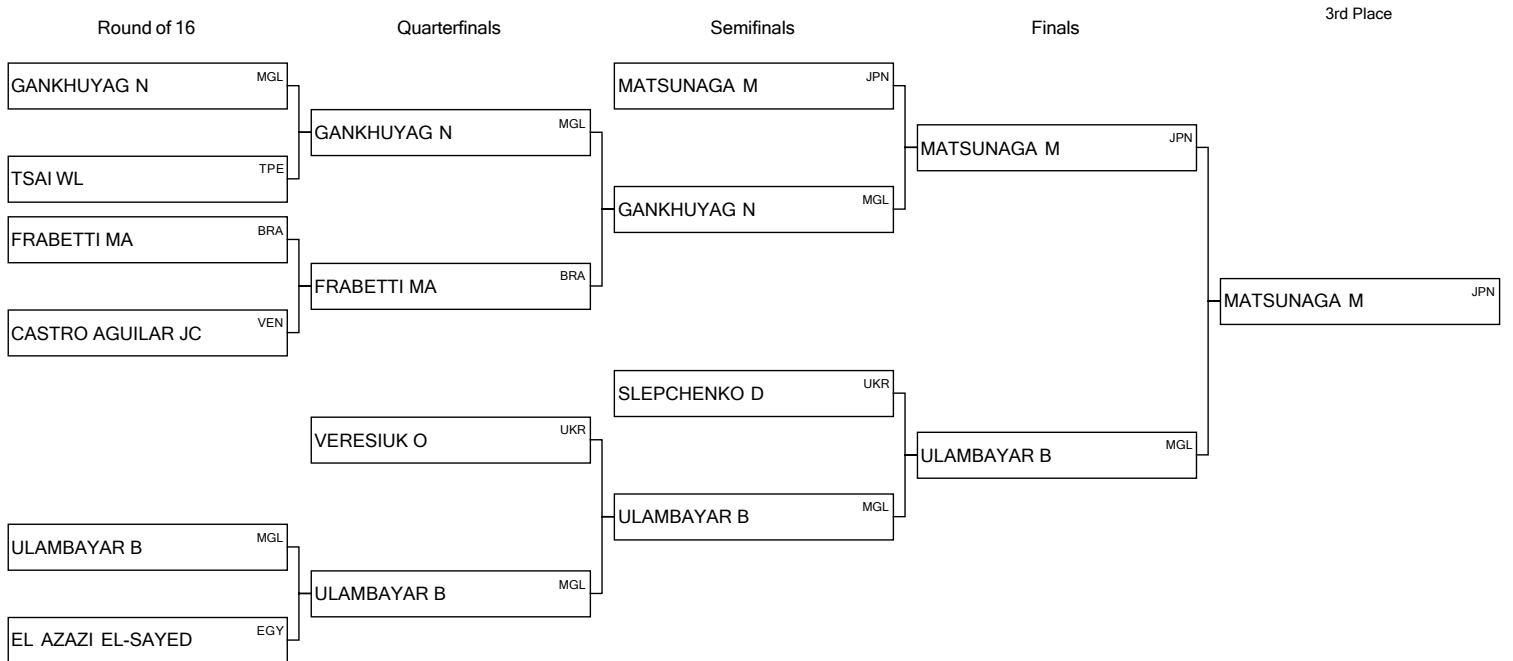 Round of 16
Quarterfinals
Semifinals
Finals
3rd Place
GANKHUYAG N MGL
TSAI WL TPE
FRABETTI MA BRA
CASTRO AGUILAR JC VEN
ULAMBAYAR B MGL
EL AZAZI EL-SAYED EGY
GANKHUYAG N MGL
FRABETTI MA BRA
VERESIUK O UKR
ULAMBAYAR B MGL
MATSUNAGA M JPN
GANKHUYAG N MGL
SLEPCHENKO D UKR
ULAMBAYAR B MGL
MATSUNAGA M JPN
ULAMBAYAR B MGL
MATSUNAGA M JPN